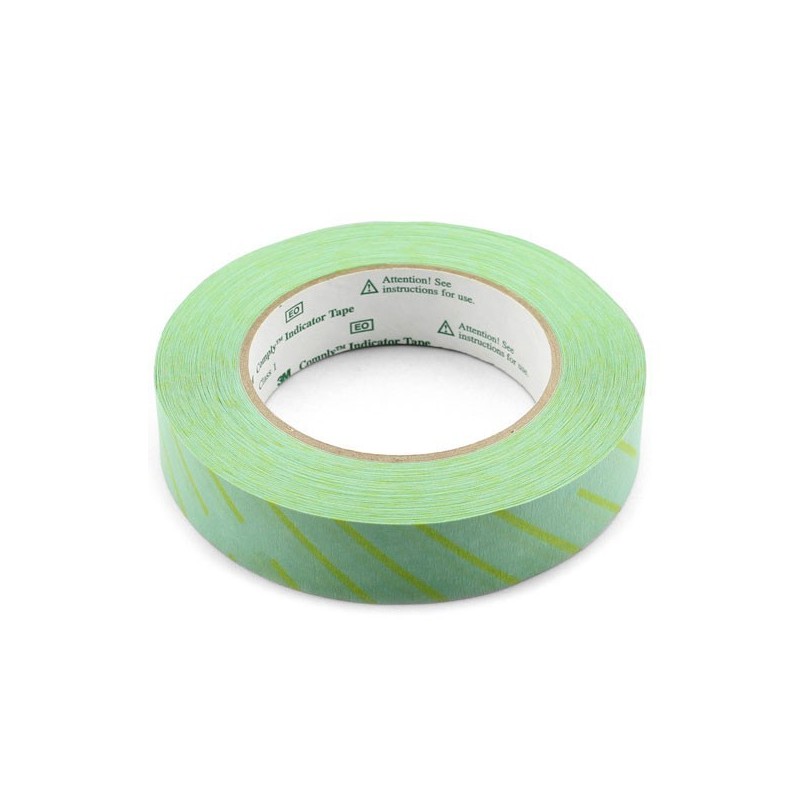 Attention! See
instructions for use.
EO
Comply™ Indicator Tape
Class 1
EO
Attention! See
instructions for use.
3M Comply™ Indicator Tape